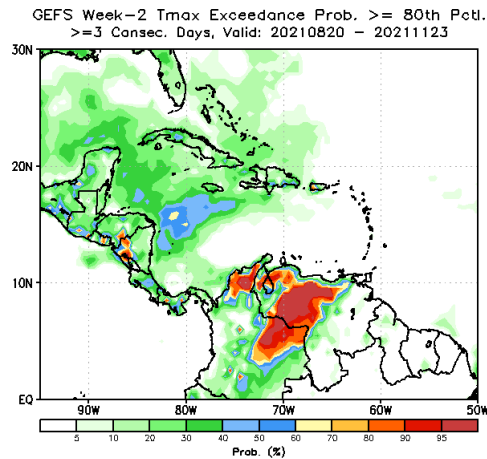 GEFS Week-2 Tmax Exceedance Prob. >= 80th Pctl.
>=3 Consec. Days, Valid: 20210820 - 20211123
30N
20N
10N
EQ
90W 80W 70W 60W 50W
5 10 20 30 40 50 60 70 80 90 95
Prob. (%)